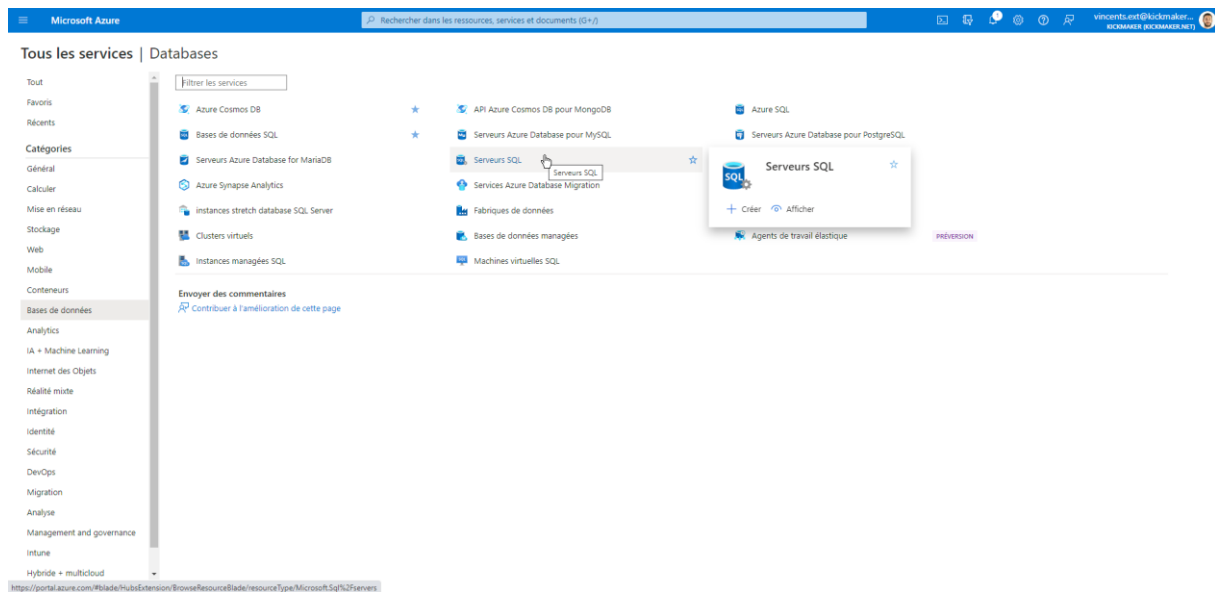 Microsoft Azure
Rechercher dans les ressources, services et documents (G+/)
1
vincents.ext@kickmaker...
KICKMAKER (KICKMAKER.NET)
Tous les services | Databases
Tout
Favoris
Récents
Catégories
Général
Calculer
Mise en réseau
Stockage
Web
Mobile
Conteneurs
Bases de données
Analytics
IA + Machine Learning
Internet des Objets
Réalité mixte
Intégration
Identité
Sécurité
DevOps
Migration
Analyse
Management and governance
Intune
Hybride + multicloud
Filtrer les services
Azure Cosmos DB
API Azure Cosmos DB pour MongoDB
Azure SQL
Bases de données SQL
Serveurs Azure Database pour MySQL
Serveurs Azure Database pour PostgreSQL
Serveurs Azure Database for MariaDB
Serveurs SQL
Serveurs SQL
Azure Synapse Analytics
Services Azure Database Migration
instances stretch database SQL Server
Fabriques de données
Clusters virtuels
Bases de données managées
Agents de travail élastique
PRÉVERSION
Instances managées SQL
Machines virtuelles SQL
SQL
Serveurs SQL
Créer
Afficher
Envoyer des commentaires
Contribuer à l'amélioration de cette page
https://portal.azure.com/#blade/HubsExtension/BrowseResourceBlade/resourceType/Microsoft.Sql%2Fservers